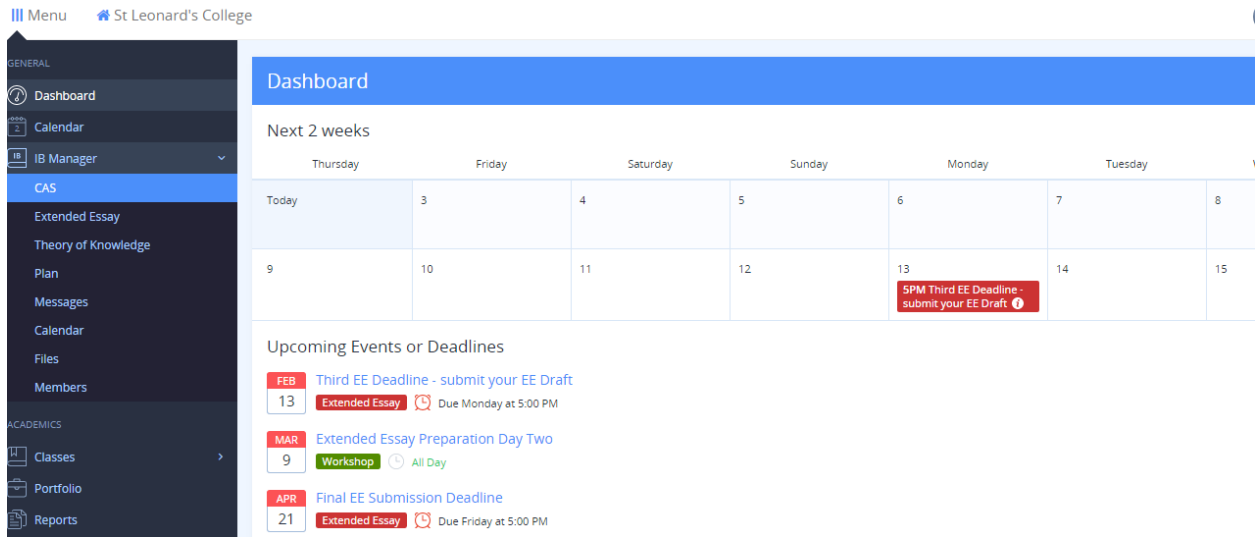 Menu St Leonard's College
GENERAL
Dashboard
Calendar
IB Manager
CAS
Extended Essay
Theory of Knowledge
Plan
Messages
Calendar
Files
Members
ACADEMICS
Classes
Portfolio
Reports
Dashboard
Next 2 weeks
Thursday Friday Saturday Sunday Monday Tuesday
Today 3 4 5 6 7 8
9 10 11 12 13 14 15
5PM Third EE Deadline -
submit your EE Draft
Upcoming Events or Deadlines
FEB Third EE Deadline - submit your EE Draft
13 Extended Essay Due Monday at 5:00 PM
MAR Extended Essay Preparation Day Two
9 Workshop All Day
APR Final EE Submission Deadline
21 Extended Essay Due Friday at 5:00 PM